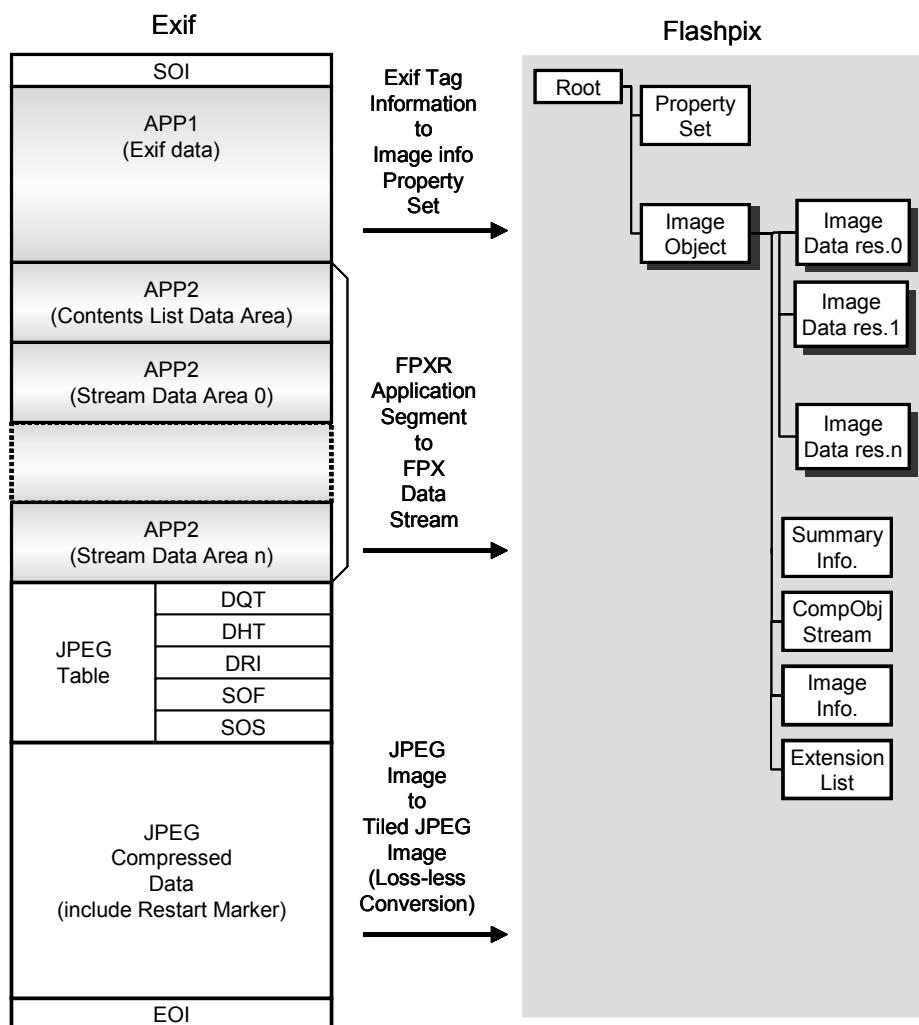 Exif
SOI
APP1
(Exif data)
APP2
(Contents List Data Area)
APP2
(Stream Data Area 0)
APP2
(Stream Data Area n)
JPEG
Table
DQT
DHT
DRI
SOF
SOS
JPEG
Compressed
Data
(include Restart Marker)
EOI
Exif Tag
Information
to
Image info
Property
Set
FPXR
Application
Segment
to
FPX
Data
Stream
JPEG
Image
to
Tiled JPEG
Image
(Loss-less
Conversion)
Flashpix
Root
Property
Set
Image
Object
Image
Data res.0
Image
Data res.1
Image
Data res.n
Summary
Info.
CompObj
Stream
Image
Info.
Extension
List